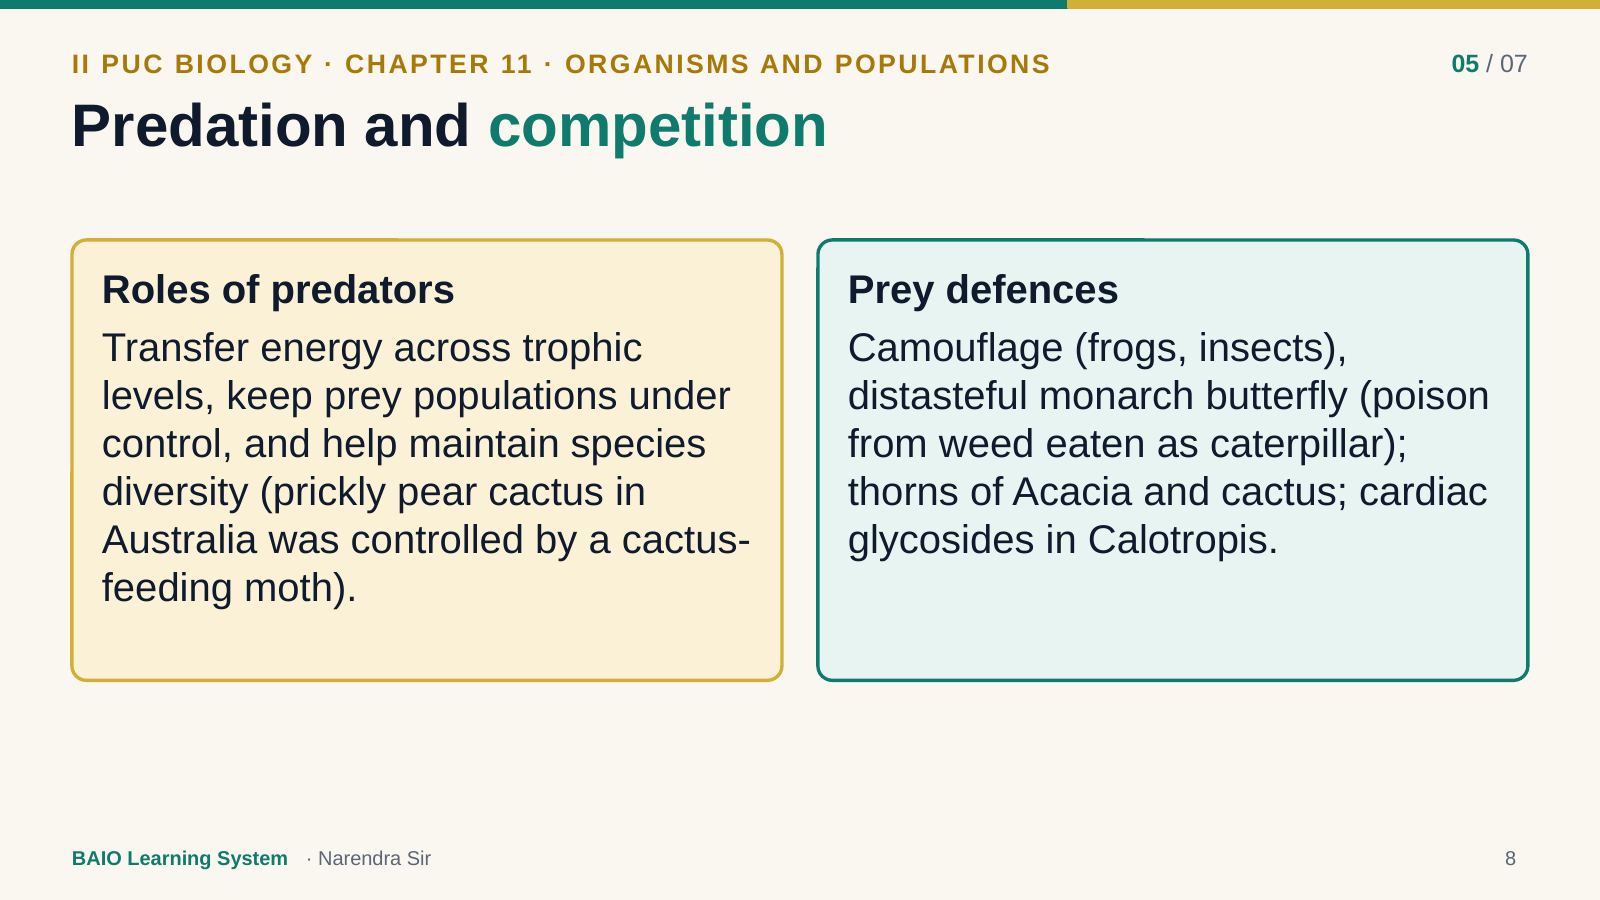 II PUC BIOLOGY · CHAPTER 11 · ORGANISMS AND POPULATIONS
05 / 07
Predation and competition
Roles of predators
Transfer energy across trophic
levels, keep prey populations under
control, and help maintain species
diversity (prickly pear cactus in
Australia was controlled by a cactus-
feeding moth).
Prey defences
Camouflage (frogs, insects),
distasteful monarch butterfly (poison
from weed eaten as caterpillar);
thorns of Acacia and cactus; cardiac
glycosides in Calotropis.
BAIO Learning System · Narendra Sir
8